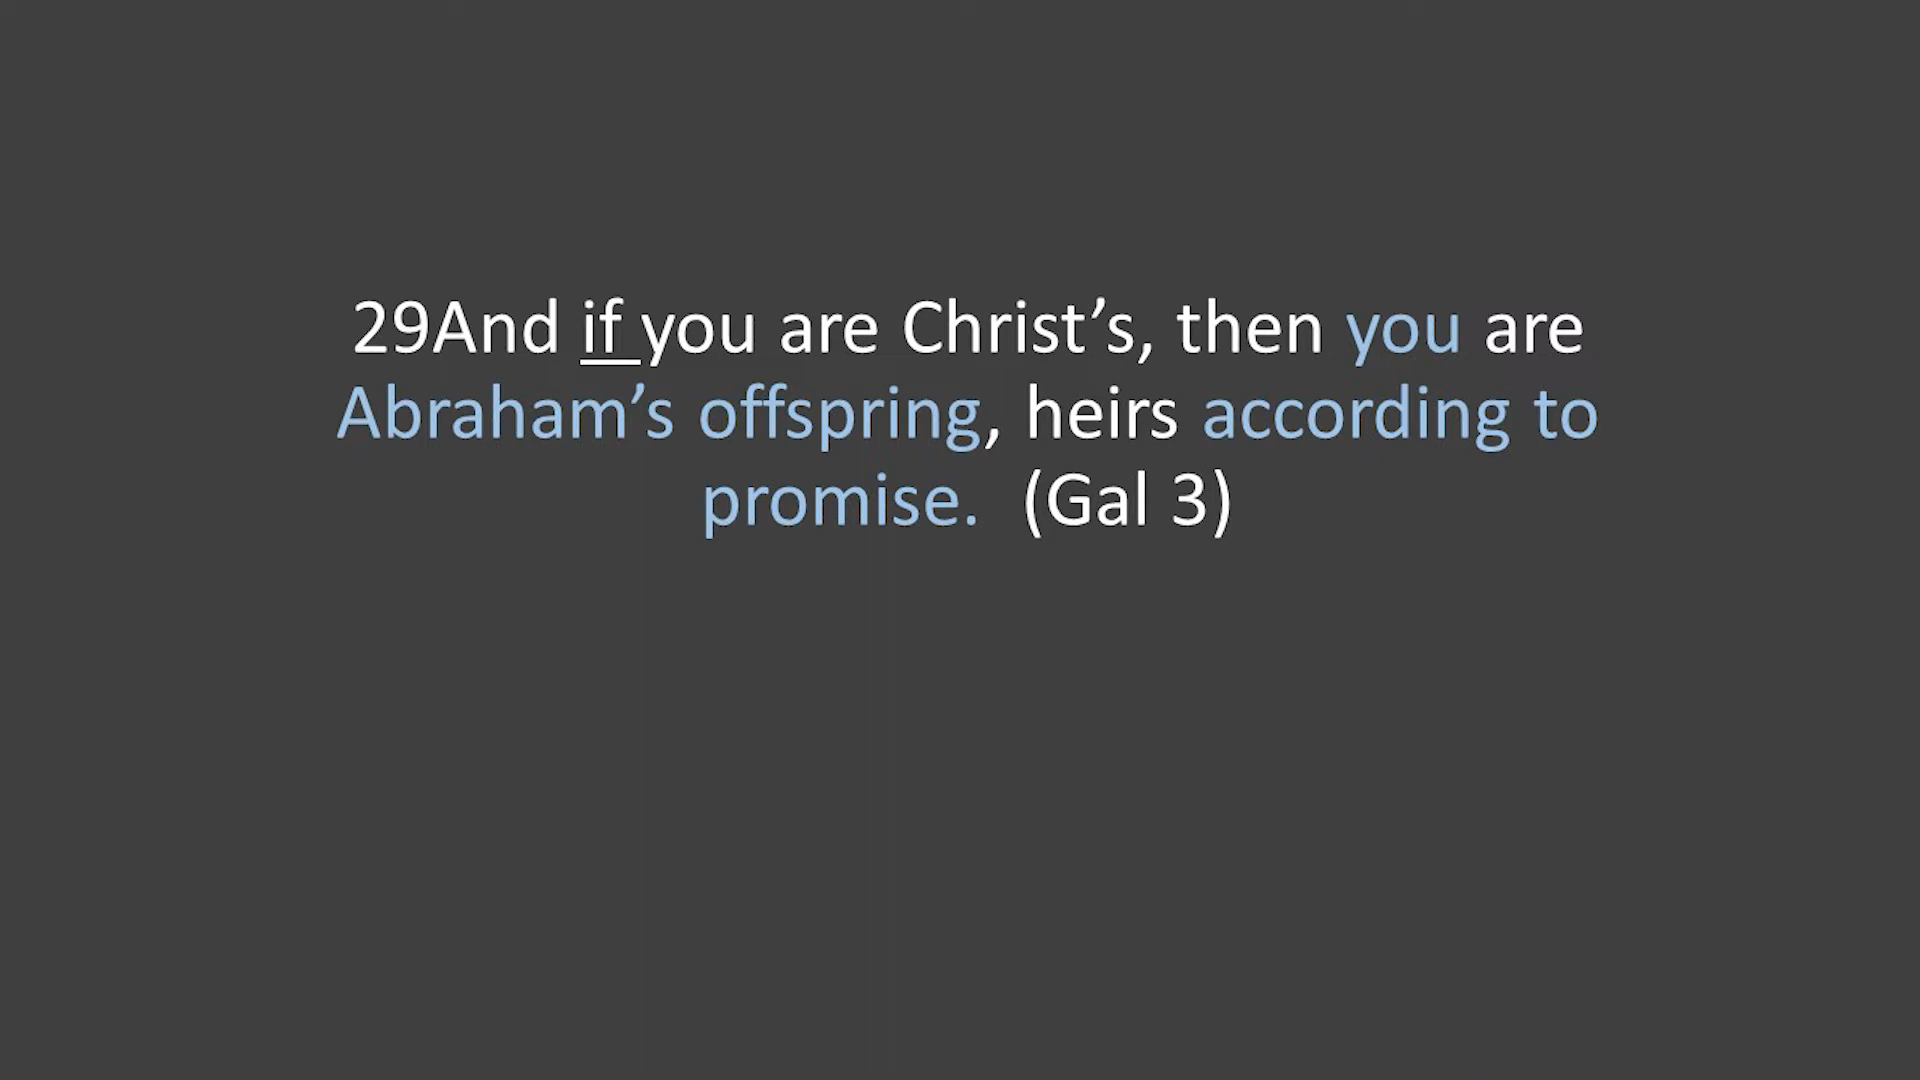 29And if you are Christ’s, then you are
Abraham’s offspring, heirs according to
promise.  (Gal 3)